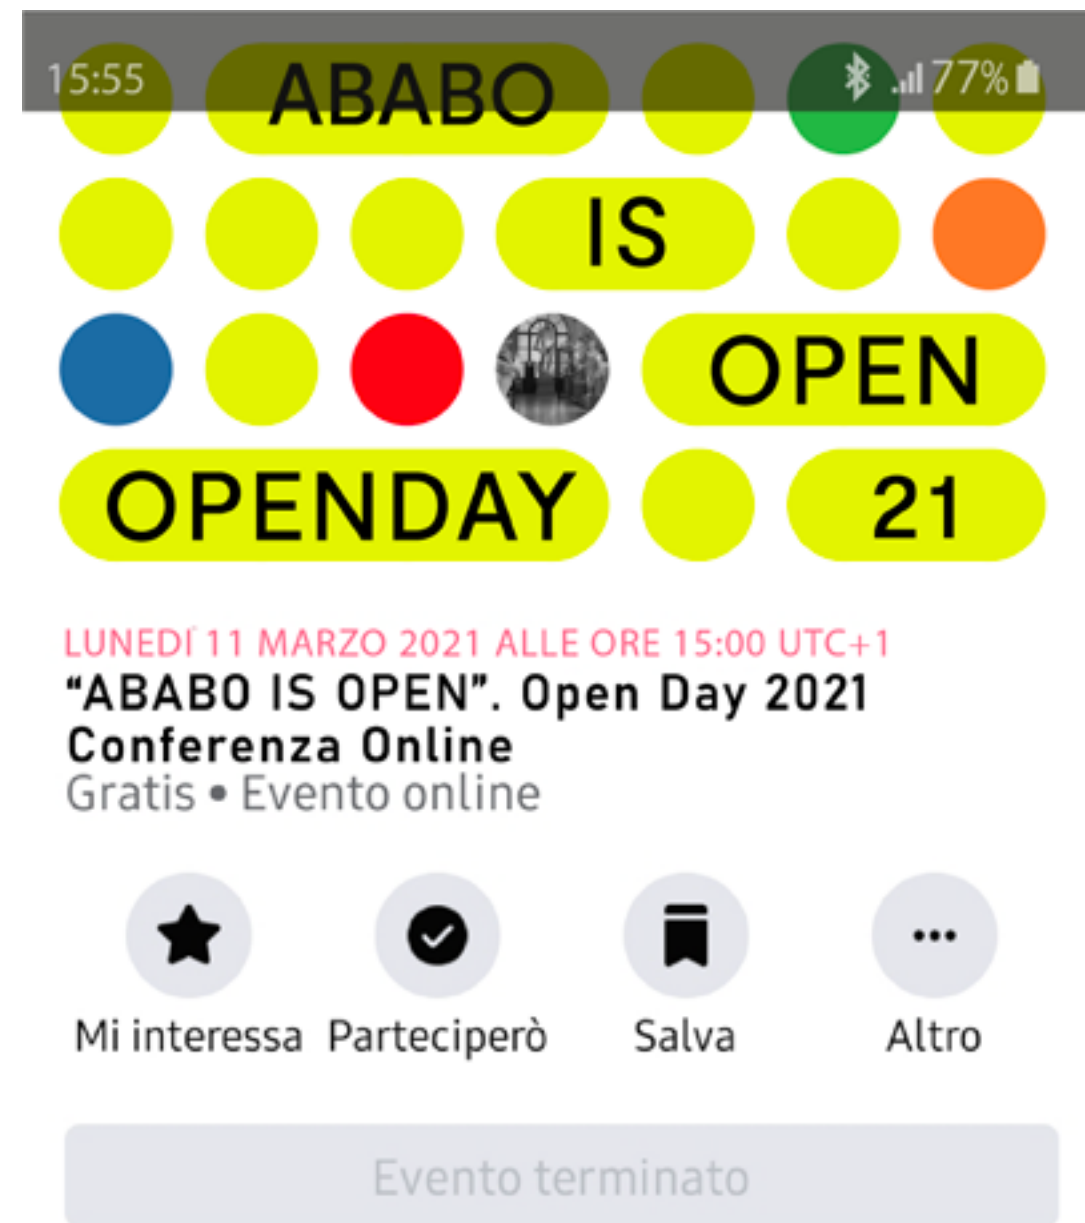 15:55 77%
ABABO
IS
OPEN
OPENDAY 21
LUNEDÍ 11 MARZO 2021 ALLE ORE 15:00 UTC+1
“ABABO IS OPEN”. Open Day 2021
Conferenza Online
Gratis • Evento online
Mi interessa Parteciperò Salva Altro
Evento terminato